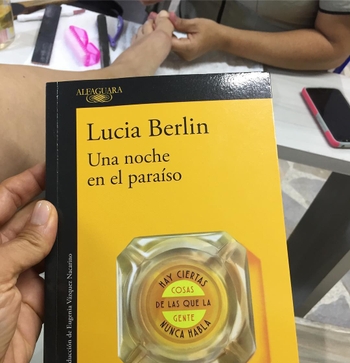 ALFAGUARA
Lucia Berlin
Una noche
en el paraíso
HAY CIERTAS
COSAS
DE LAS QUE LA
GENTE
NUNCA HABLA
ducción de Eugenia Vázquez Nacarino